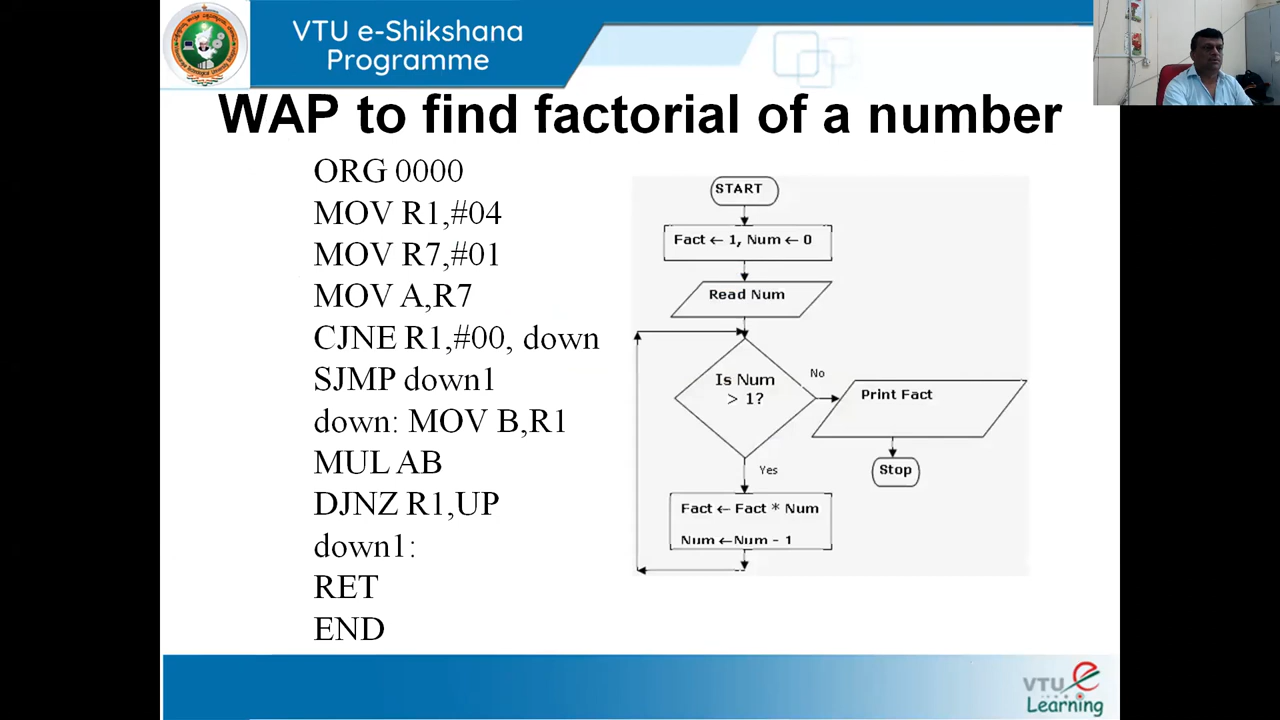 VTU e-Shikshana
Programme
WAP to find factorial of a number
ORG 0000
MOV R1,#04
MOV R7,#01
MOV A,R7
CJNE R1,#00, down
SJMP down1
down: MOV B,R1
MUL AB
DJNZ R1,UP
down1:
RET
END
START
Fact ← 1, Num ← 0
Read Num
Is Num
> 1?
No
Print Fact
Stop
Yes
Fact ← Fact * Num
Num ←Num - 1
VTU e
Learning